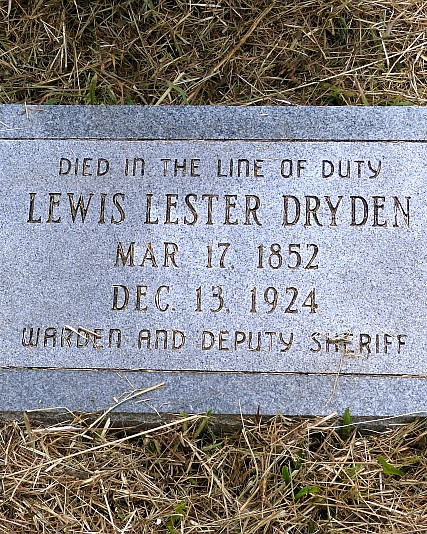 DIED IN THE LINE OF DUTY
LEWIS LESTER DRYDEN
MAR 17, 1852
DEC. 13, 1924
WARDEN AND DEPUTY SHERIFF